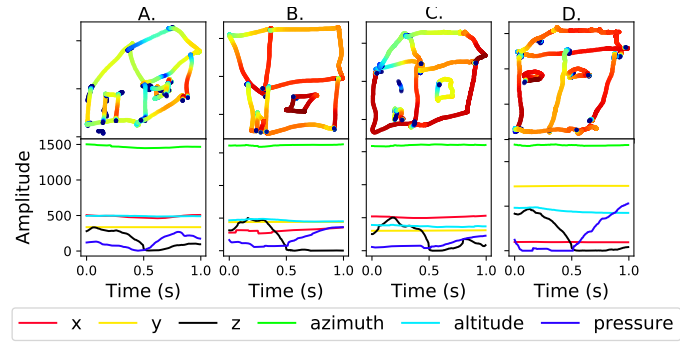 A. B. C. D.
1500
1000
500
0
Amplitude
0.0 0.5 1.0 0.0 0.5 1.0 0.0 0.5 1.0 0.0 0.5 1.0
Time (s) Time (s) Time (s) Time (s)
x y z azimuth altitude pressure